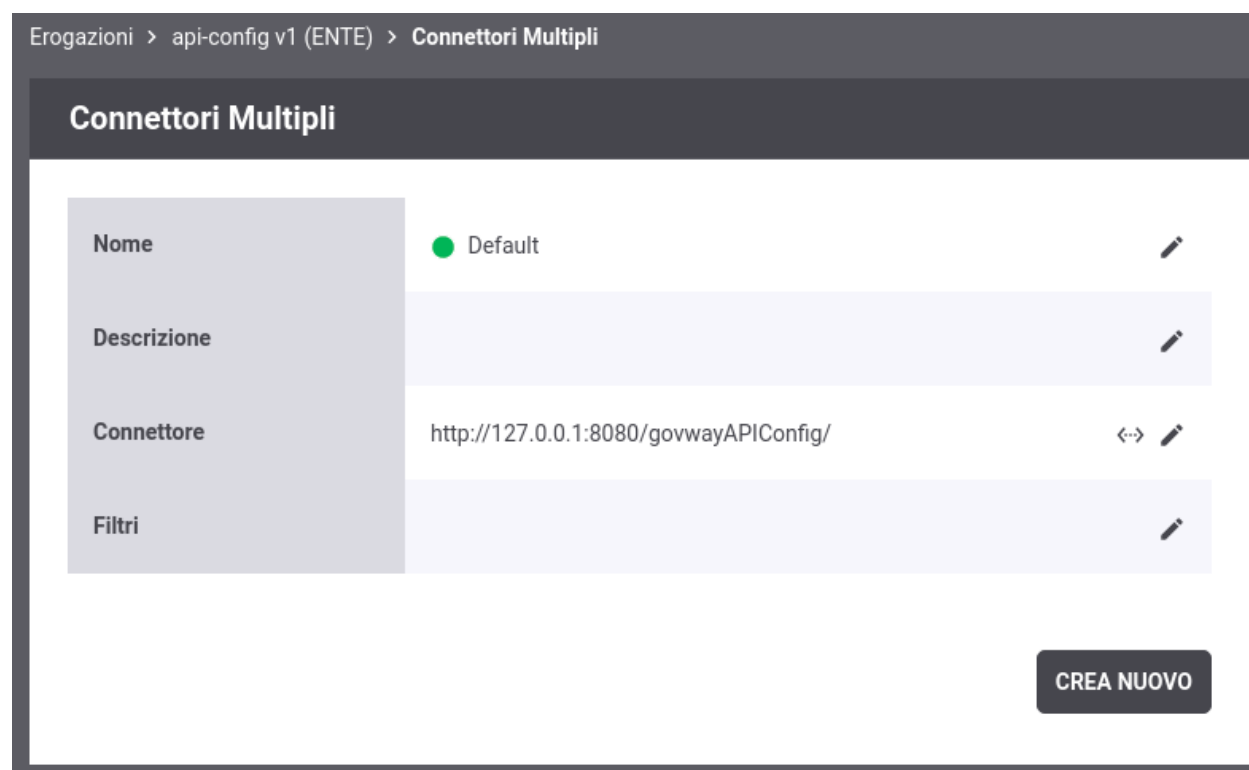 Erogazioni > api-config v1 (ENTE) > Connettori Multipli
Connettori Multipli
Nome Default
Descrizione
Connettore http://127.0.0.1:8080/govwayAPIConfig/
Filtri
CREA NUOVO